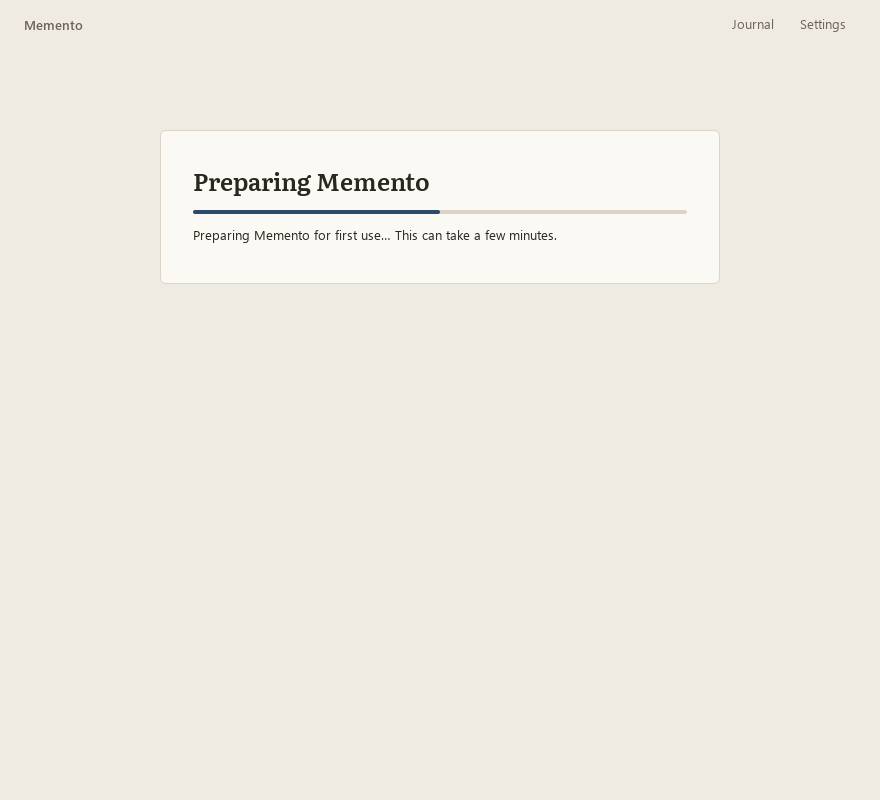 Memento
Journal
Settings
Preparing Memento
Preparing Memento for first use... This can take a few minutes.